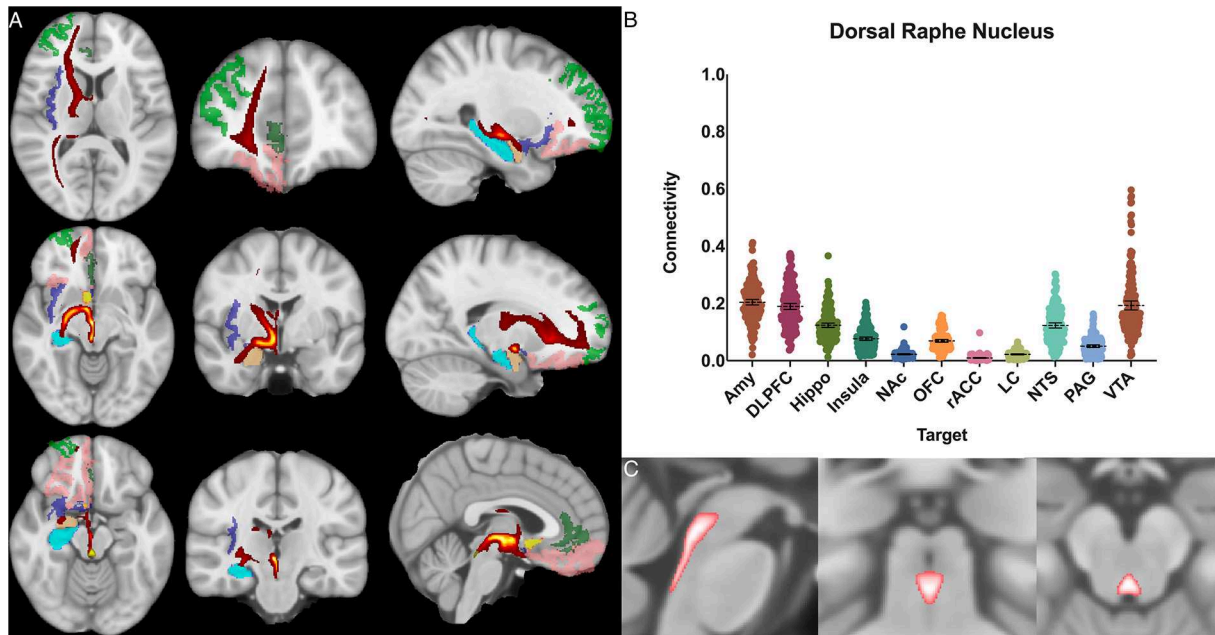 A
B
Dorsal Raphe Nucleus
Connectivity
1.0
0.8
0.6
0.4
0.2
0.0
Amy
DLPFC
Hippo
Insula
NAc
OFC
rACC
LC
NTS
PAG
VTA
Target
C